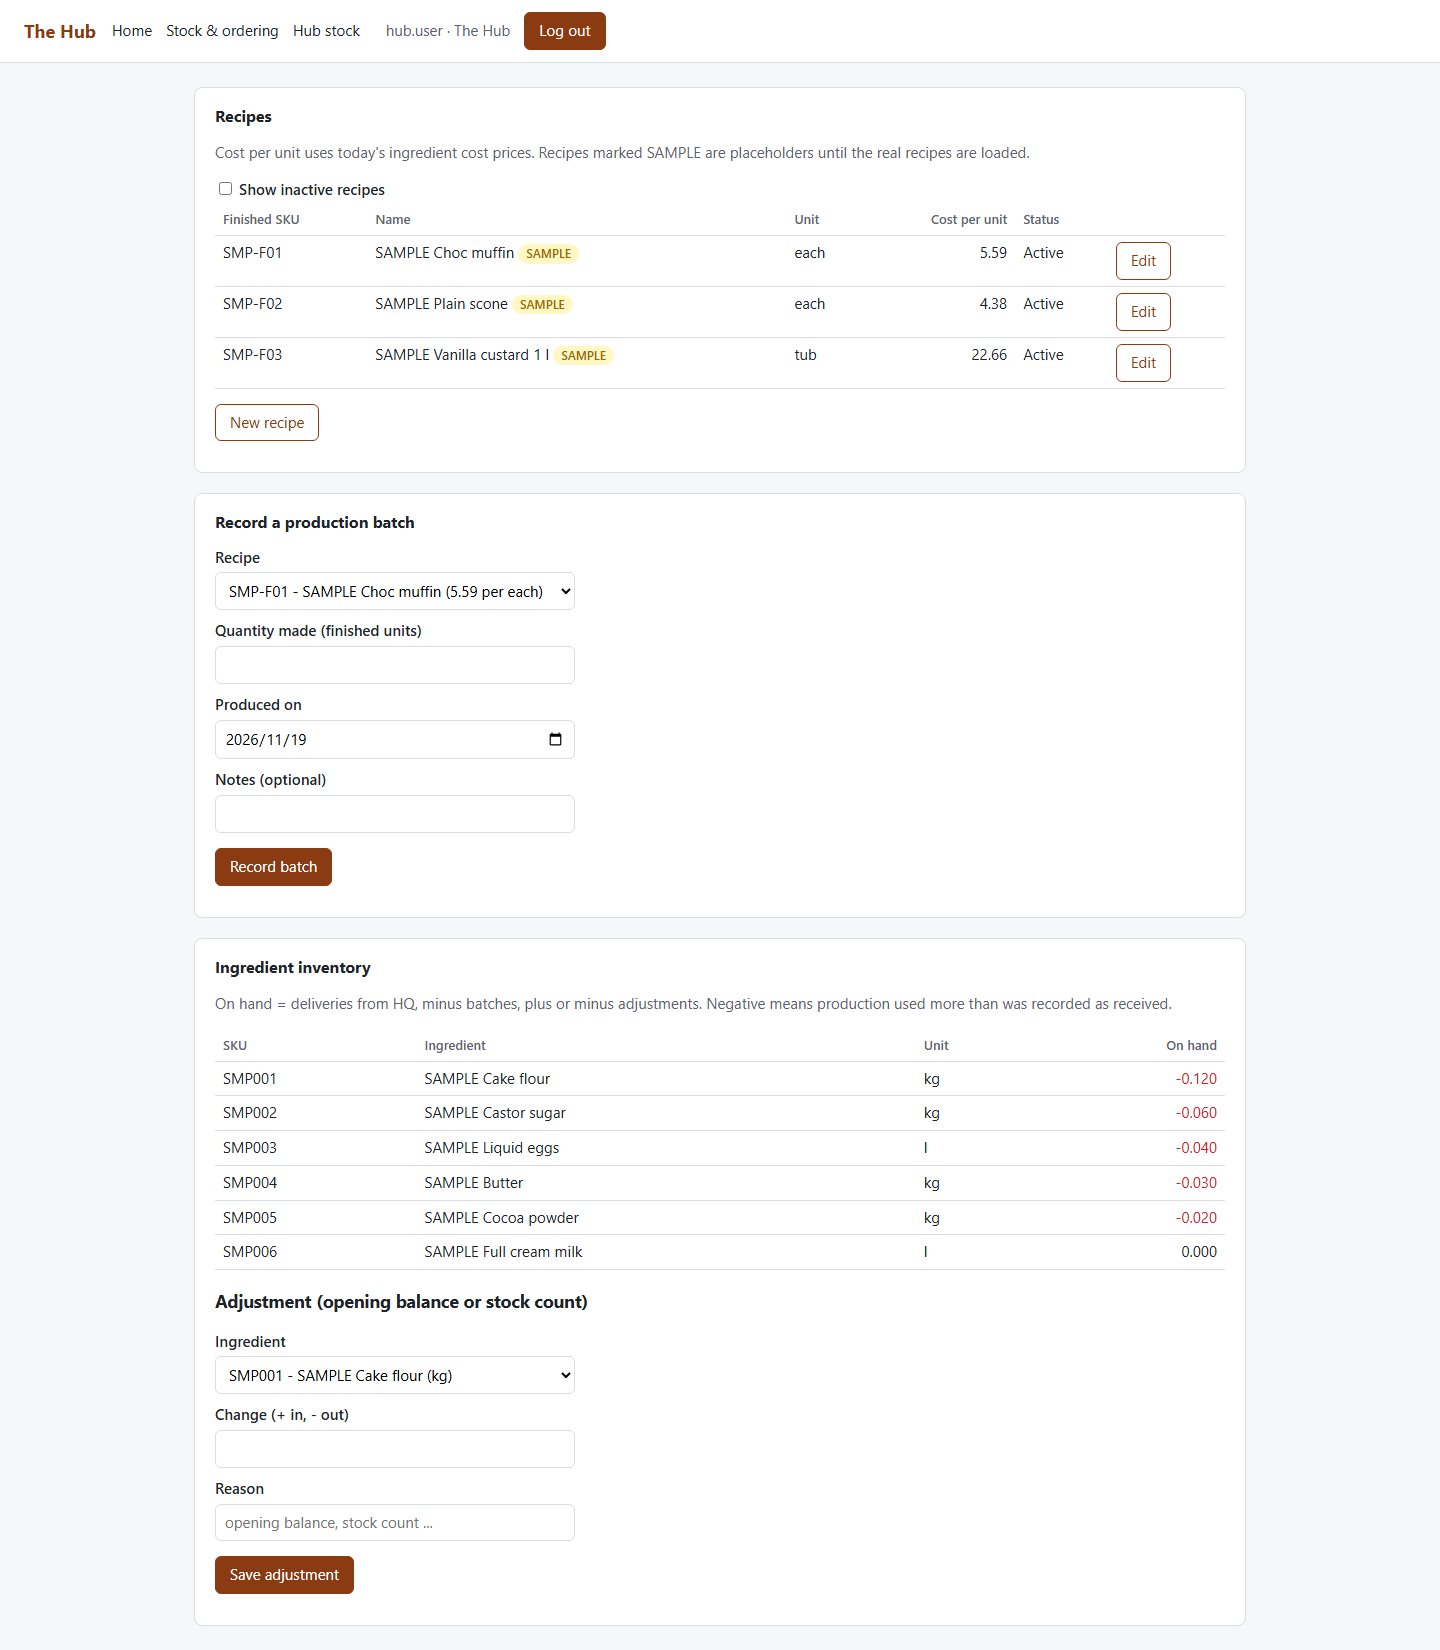 The Hub Home Stock & ordering Hub stock hub.user · The Hub Log out
Recipes
Cost per unit uses today's ingredient cost prices. Recipes marked SAMPLE are placeholders until the real recipes are loaded.
Show inactive recipes
Finished SKU Name Unit Cost per unit Status
SMP-F01 SAMPLE Choc muffin SAMPLE each 5.59 Active Edit
SMP-F02 SAMPLE Plain scone SAMPLE each 4.38 Active Edit
SMP-F03 SAMPLE Vanilla custard 1 l SAMPLE tub 22.66 Active Edit
New recipe
Record a production batch
Recipe
SMP-F01 - SAMPLE Choc muffin (5.59 per each)
Quantity made (finished units)
Produced on
2026/11/19
Notes (optional)
Record batch
Ingredient inventory
On hand = deliveries from HQ, minus batches, plus or minus adjustments. Negative means production used more than was recorded as received.
SKU Ingredient Unit On hand
SMP001 SAMPLE Cake flour kg -0.120
SMP002 SAMPLE Castor sugar kg -0.060
SMP003 SAMPLE Liquid eggs l -0.040
SMP004 SAMPLE Butter kg -0.030
SMP005 SAMPLE Cocoa powder kg -0.020
SMP006 SAMPLE Full cream milk l 0.000
Adjustment (opening balance or stock count)
Ingredient
SMP001 - SAMPLE Cake flour (kg)
Change (+ in, - out)
Reason
opening balance, stock count ...
Save adjustment